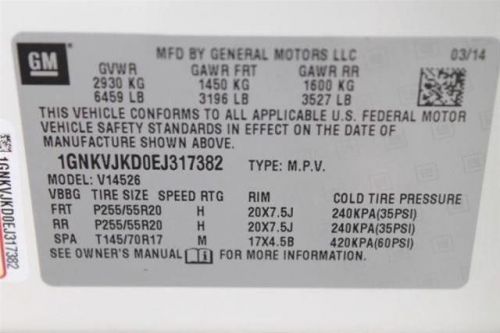 GM
MFD BY GENERAL MOTORS LLC 03/14
GVWR GAWR FRT GAWR RR
2930 KG 1450 KG 1600 KG
6459 LB 3196 LB 3527 LB
THIS VEHICLE CONFORMS TO ALL APPLICABLE U.S. FEDERAL MOTOR
VEHICLE SAFETY STANDARDS IN EFFECT ON THE DATE OF
MANUFACTURE SHOWN ABOVE.
1GNKVJKD0EJ317382 TYPE: M.P.V.
MODEL: V14526
VBBG TIRE SIZE SPEED RTG RIM COLD TIRE PRESSURE
FRT P255/55R20 H 20X7.5J 240KPA(35PSI)
RR P255/55R20 H 20X7.5J 240KPA(35PSI)
SPA T145/70R17 M 17X4.5B 420KPA(60PSI)
SEE OWNER'S MANUAL FOR MORE INFORMATION
1GNKVJKD0EJ317382